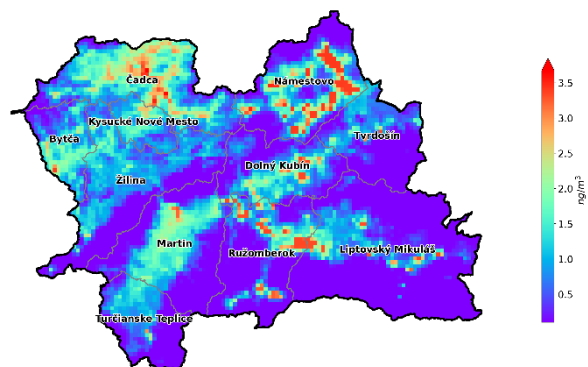 Čadca
Námestovo
Kysucké Nové Mesto
Tvrdošín
Bytča
Dolný Kubín
Žilina
Martin
Ružomberok
Liptovský Mikuláš
Turčianske Teplice
3.5
3.0
2.5
2.0
1.5
1.0
0.5
ng/m³